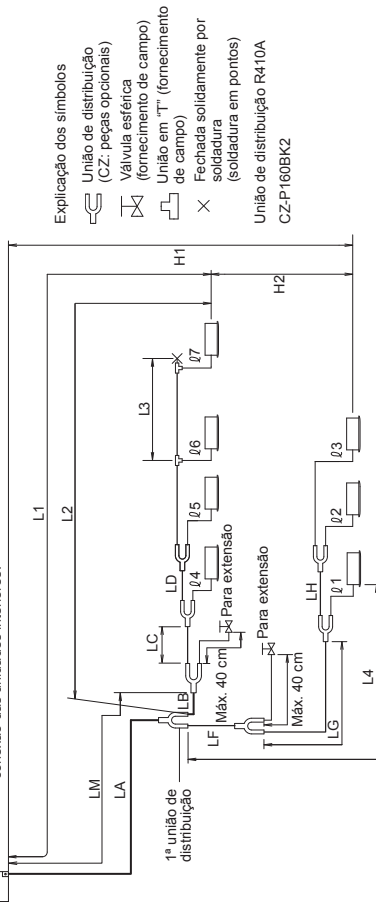 Explicação dos símbolos
União de distribuição
(CZ: peças opcionais)
Válvula esférica
(fornecimento de campo)
União em "T" (fornecimento
de campo)
Fechada solidamente por
soldadura
(soldadura em pontos)
União de distribuição R410A
CZ-P160BK2
H1
H2
L1
L2
L3
LM
LA
LB
LC
LD
ℓ4
ℓ5
ℓ6
ℓ7
Para extensão
Máx. 40 cm
1ª união de
distribuição
LF
LG
LH
Para extensão
Máx. 40 cm
ℓ1
ℓ2
ℓ3
L4